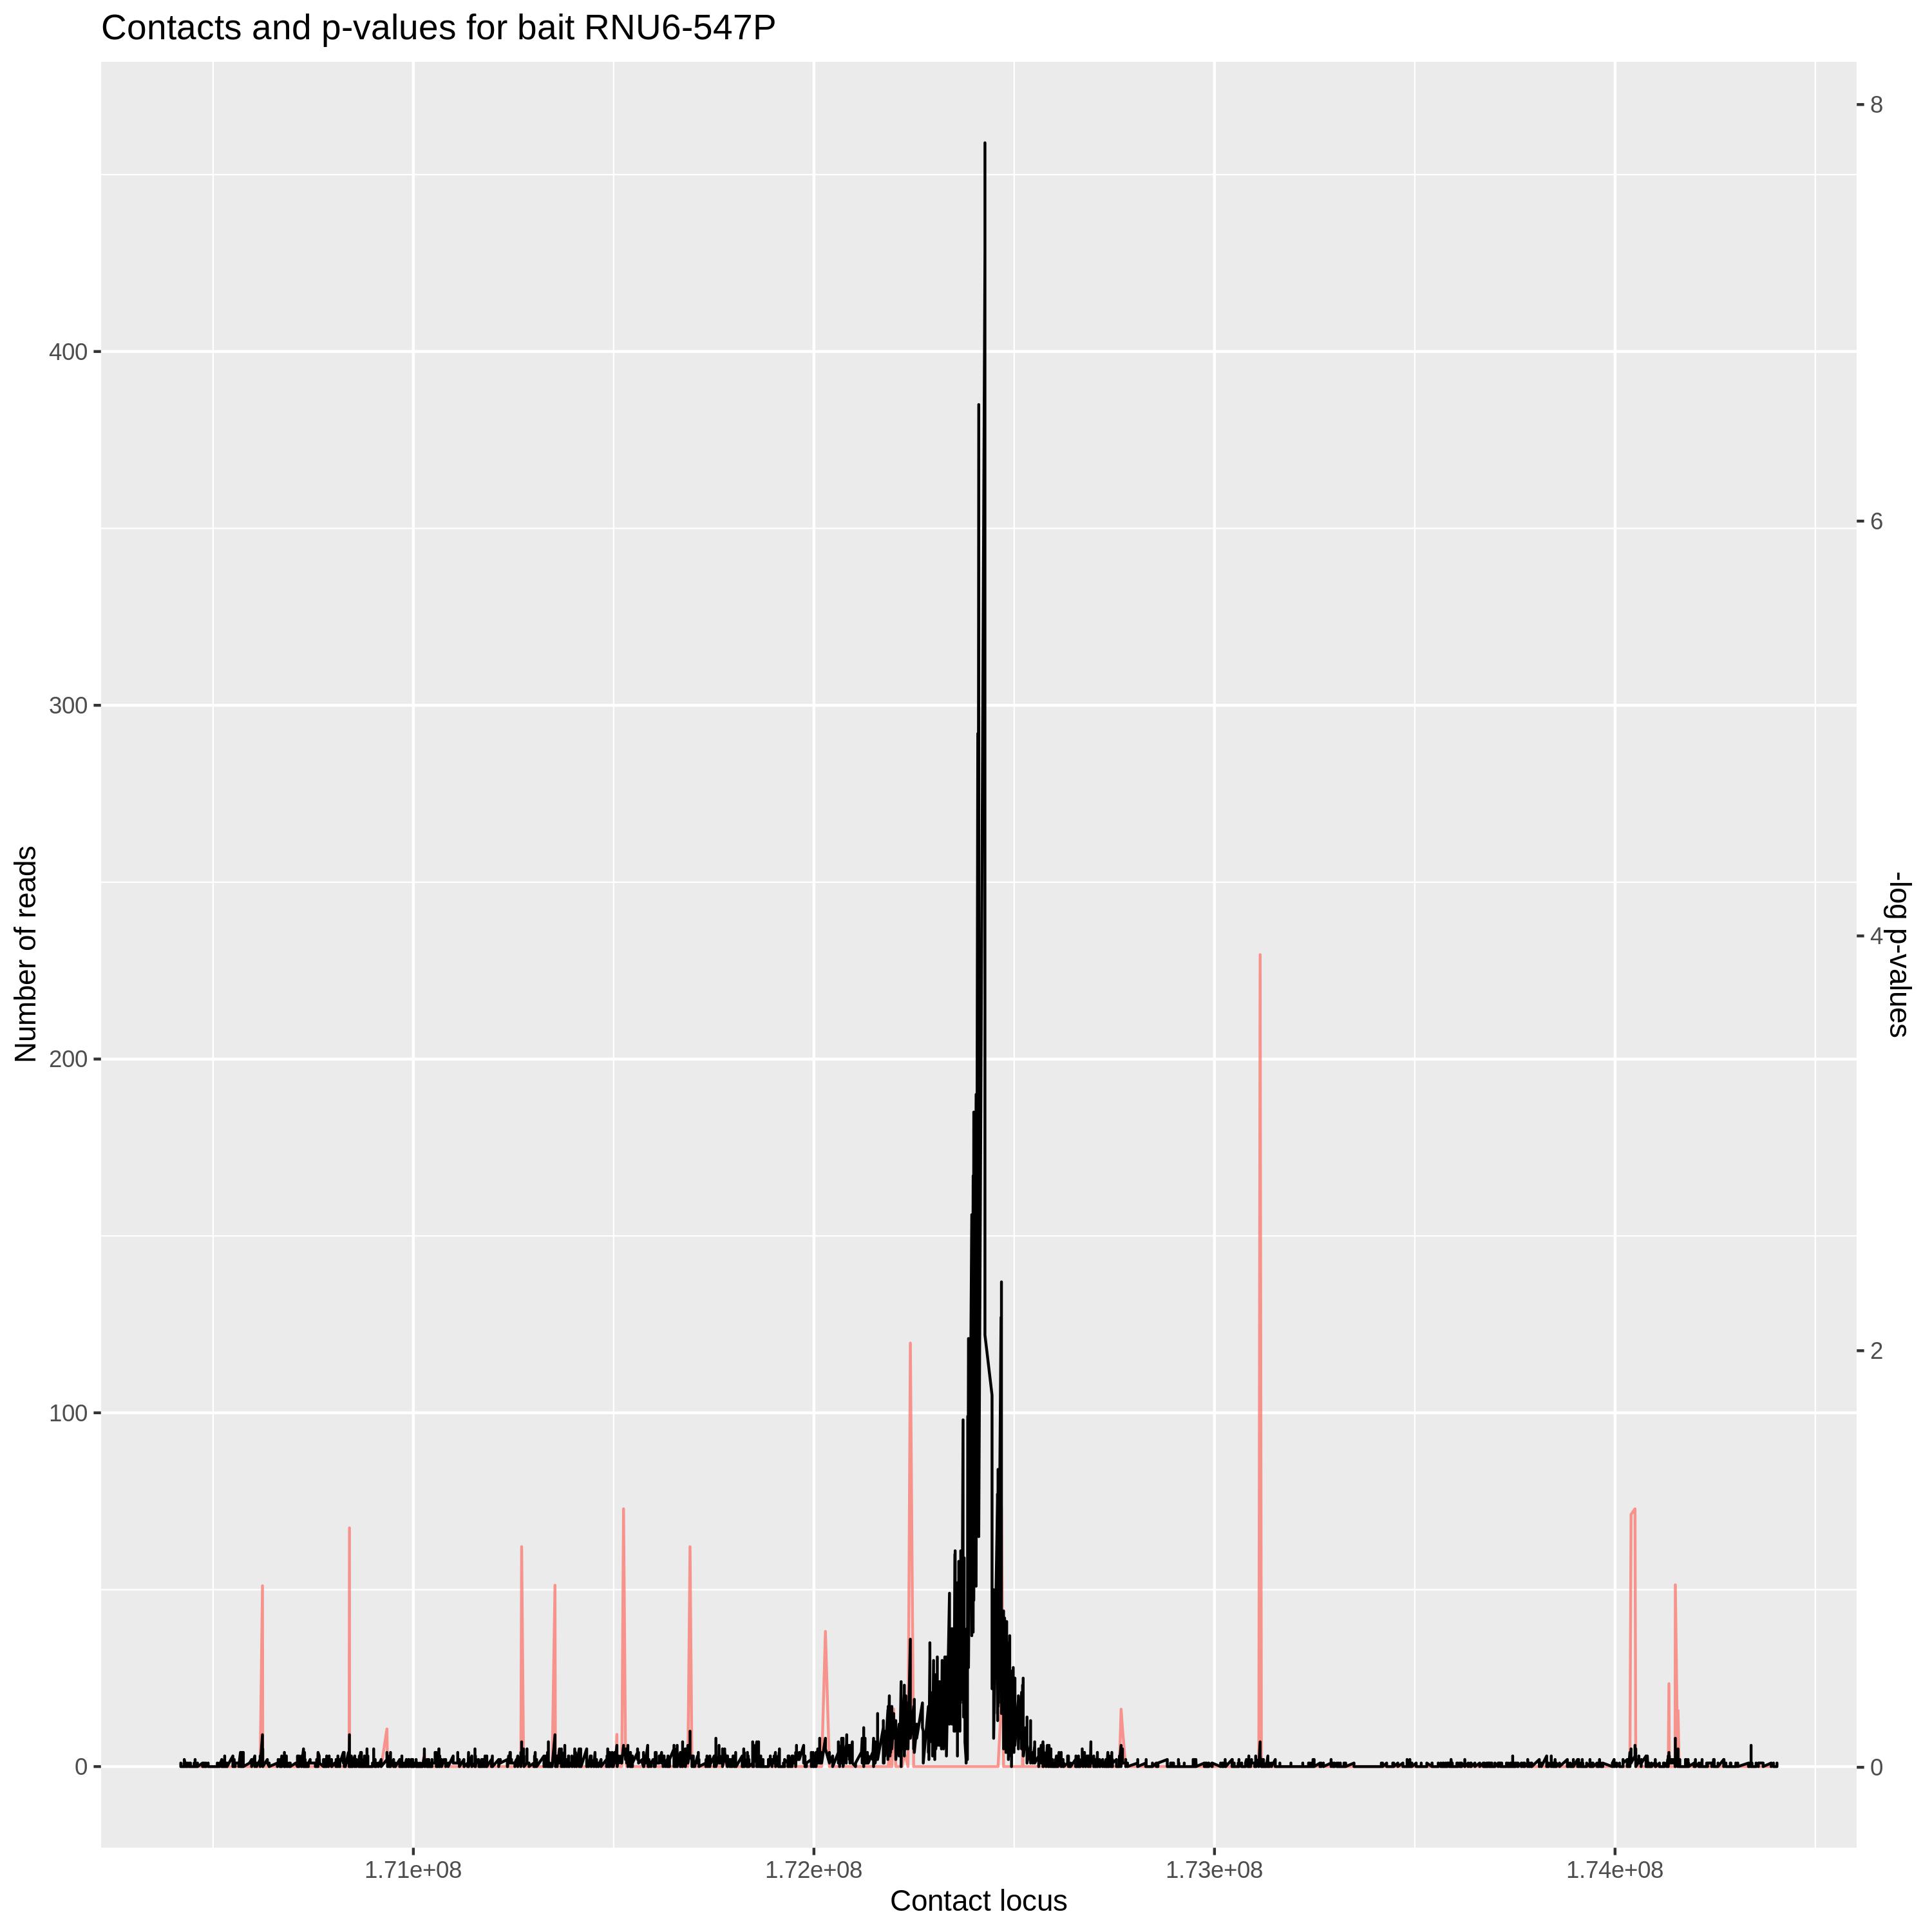 Contacts and p-values for bait RNU6-547P
8
400
6
300
Number of reads
-log p-values
4
200
2
100
0
0
1.71e+08
1.72e+08
1.73e+08
1.74e+08
Contact locus